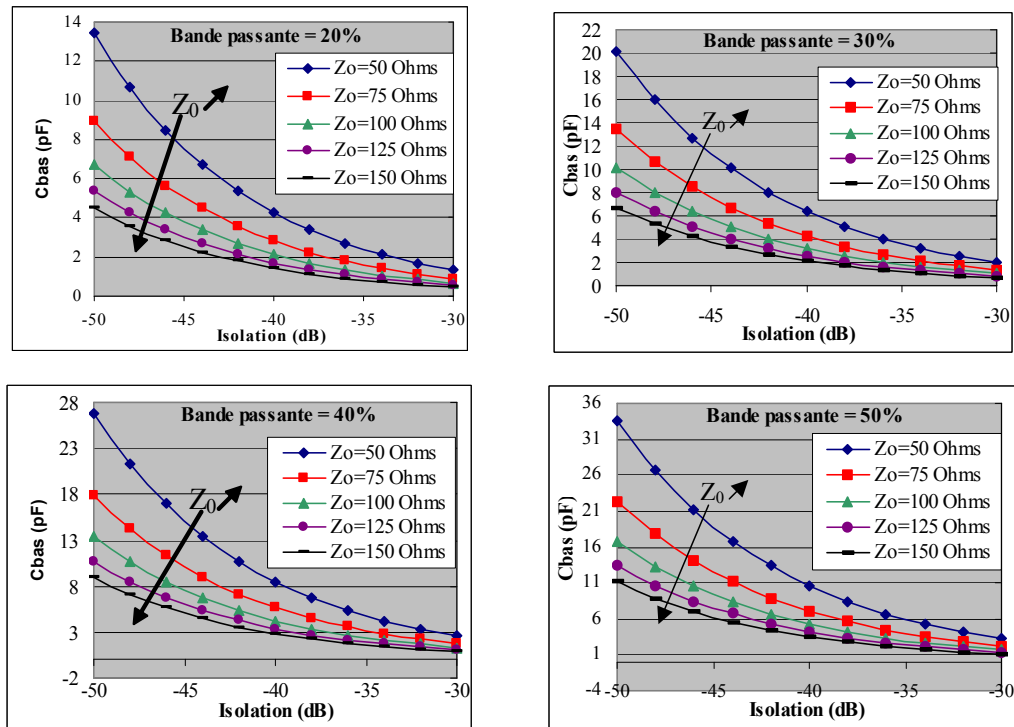 Bande passante = 20%
Cbas (pF)
14
12
10
8
6
4
2
0
Z0
Zo=50 Ohms
Zo=75 Ohms
Zo=100 Ohms
Zo=125 Ohms
Zo=150 Ohms
-50 -45 -40 -35 -30
Isolation (dB)
Bande passante = 30%
Cbas (pF)
22
20
18
16
14
12
10
8
6
4
2
0
Z0
Zo=50 Ohms
Zo=75 Ohms
Zo=100 Ohms
Zo=125 Ohms
Zo=150 Ohms
-50 -45 -40 -35 -30
Isolation (dB)
Bande passante = 40%
Cbas (pF)
28
23
18
13
8
3
-2
Z0
Zo=50 Ohms
Zo=75 Ohms
Zo=100 Ohms
Zo=125 Ohms
Zo=150 Ohms
-50 -45 -40 -35 -30
Isolation (dB)
Bande passante = 50%
Cbas (pF)
36
31
26
21
16
11
6
1
-4
Z0
Zo=50 Ohms
Zo=75 Ohms
Zo=100 Ohms
Zo=125 Ohms
Zo=150 Ohms
-50 -45 -40 -35 -30
Isolation (dB)